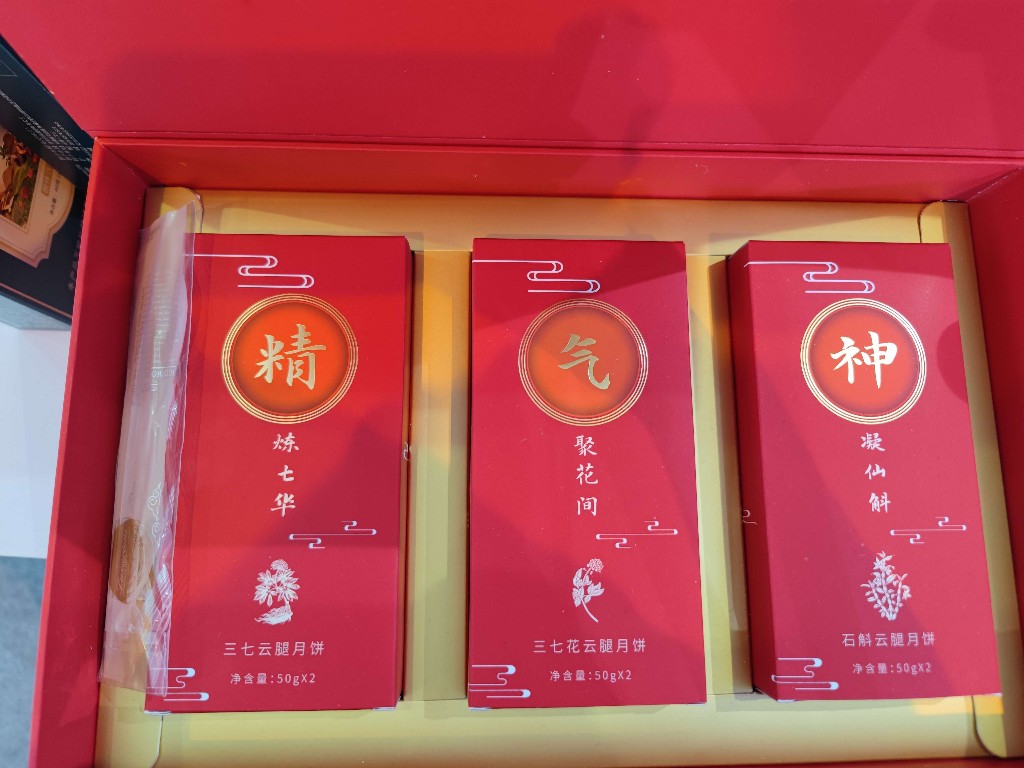 精
炼七华
三七云腿月饼
净含量:50gX2
气
聚花间
三七花云腿月饼
净含量:50gX2
神
凝仙斛
石斛云腿月饼
净含量:50gX2